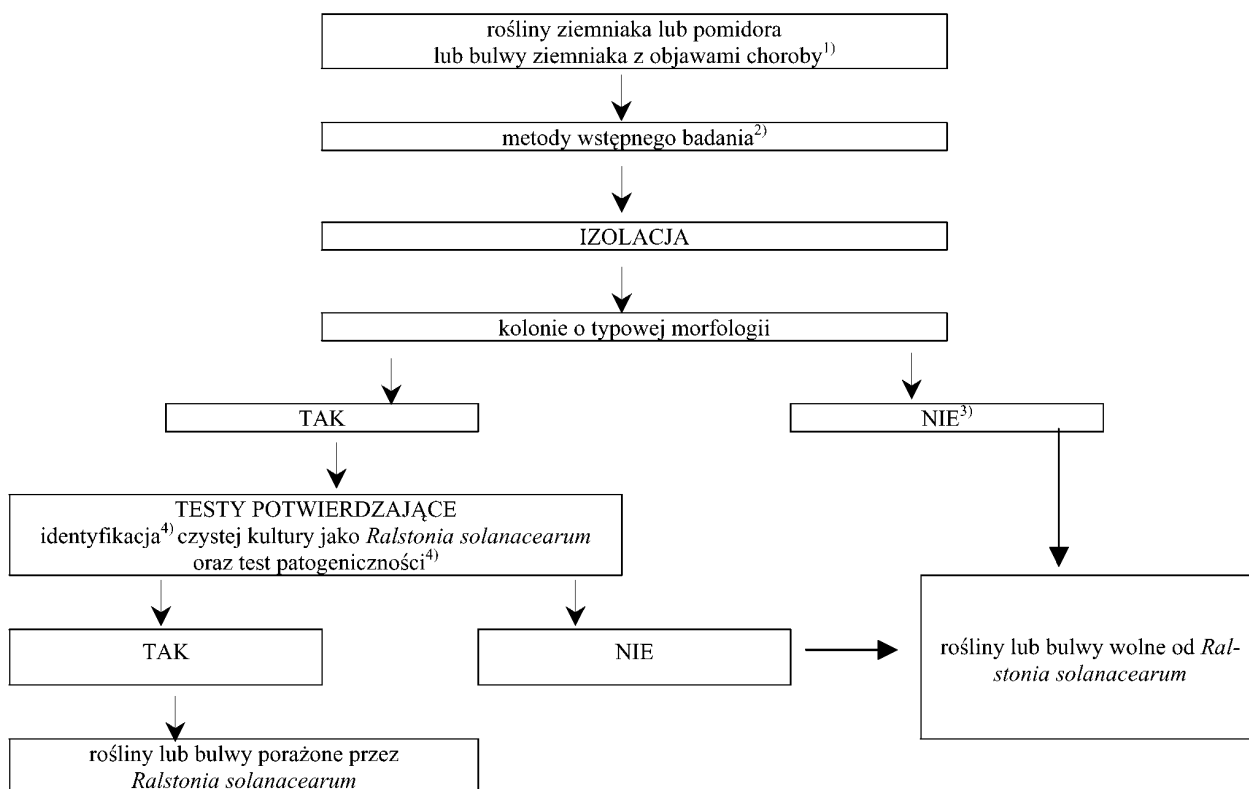 rośliny ziemniaka lub pomidora
lub bulwy ziemniaka z objawami choroby1)
metody wstępnego badania2)
IZOLACJA
kolonie o typowej morfologii
TAK
NIE3)
TESTY POTWIERDZAJĄCE
identyfikacja4) czystej kultury jako Ralstonia solanacearum
oraz test patogeniczności4)
TAK
NIE
rośliny lub bulwy wolne od Ral-
stonia solanacearum
rośliny lub bulwy porażone przez
Ralstonia solanacearum